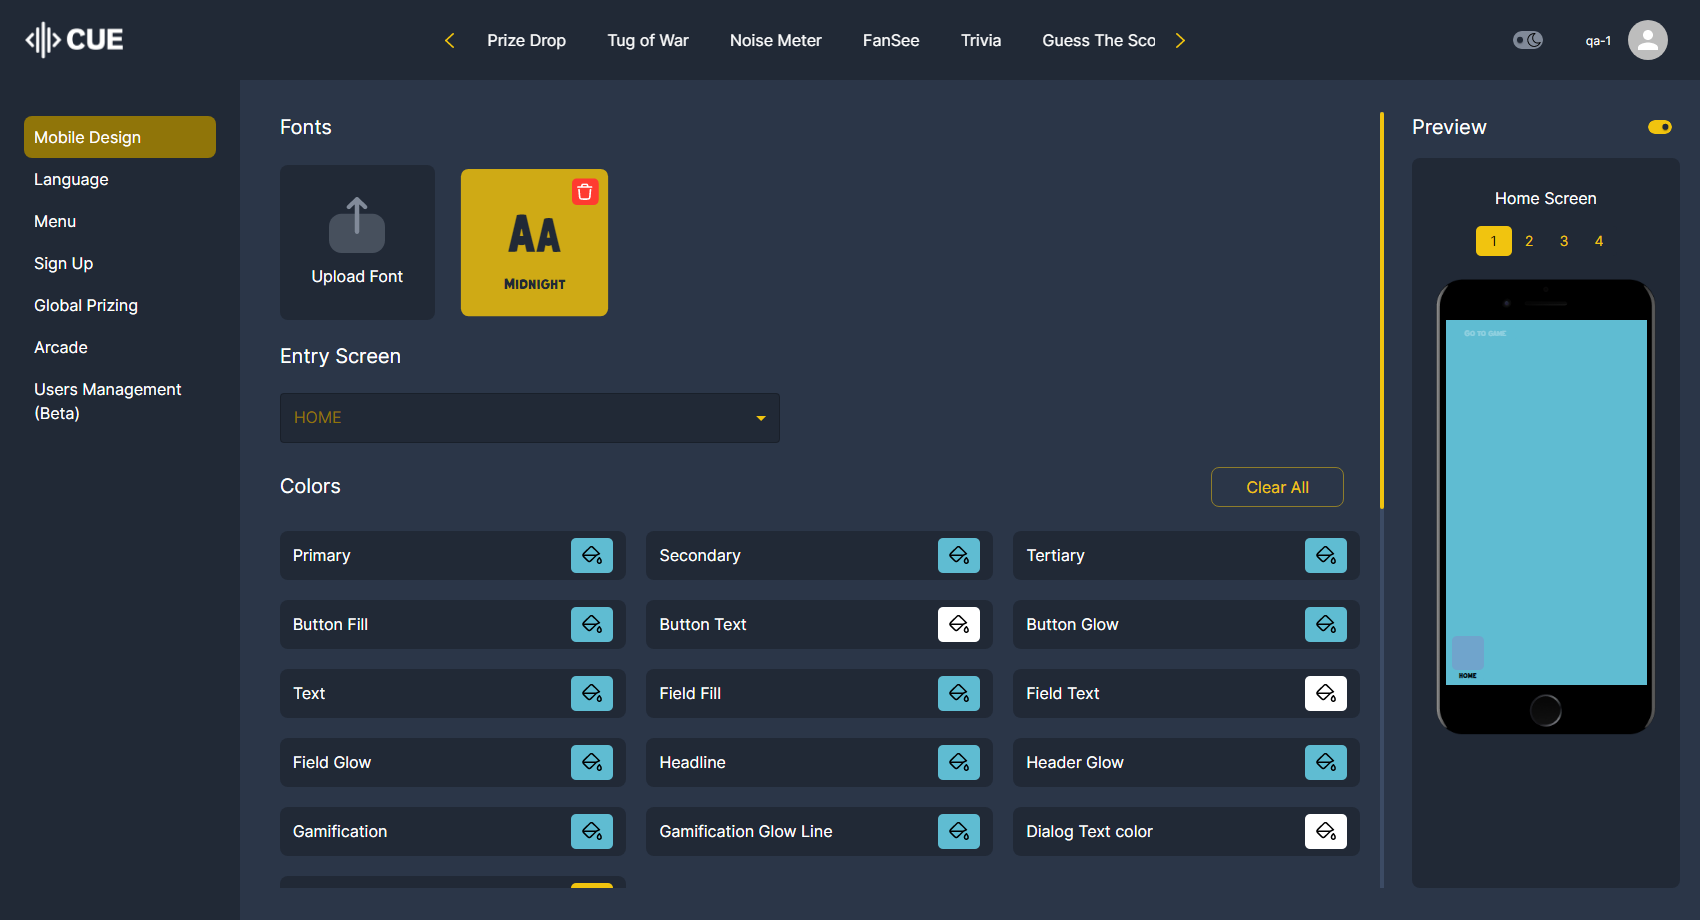 CUE
Prize Drop
Tug of War
Noise Meter
FanSee
Trivia
Guess The Sco
qa-1
Mobile Design
Language
Menu
Sign Up
Global Prizing
Arcade
Users Management
(Beta)
Fonts
Upload Font
AA
MIDNIGHT
Entry Screen
HOME
Colors
Clear All
Primary
Secondary
Tertiary
Button Fill
Button Text
Button Glow
Text
Field Fill
Field Text
Field Glow
Headline
Header Glow
Gamification
Gamification Glow Line
Dialog Text color
Preview
Home Screen
1 2 3 4
GO TO GAME
HOME